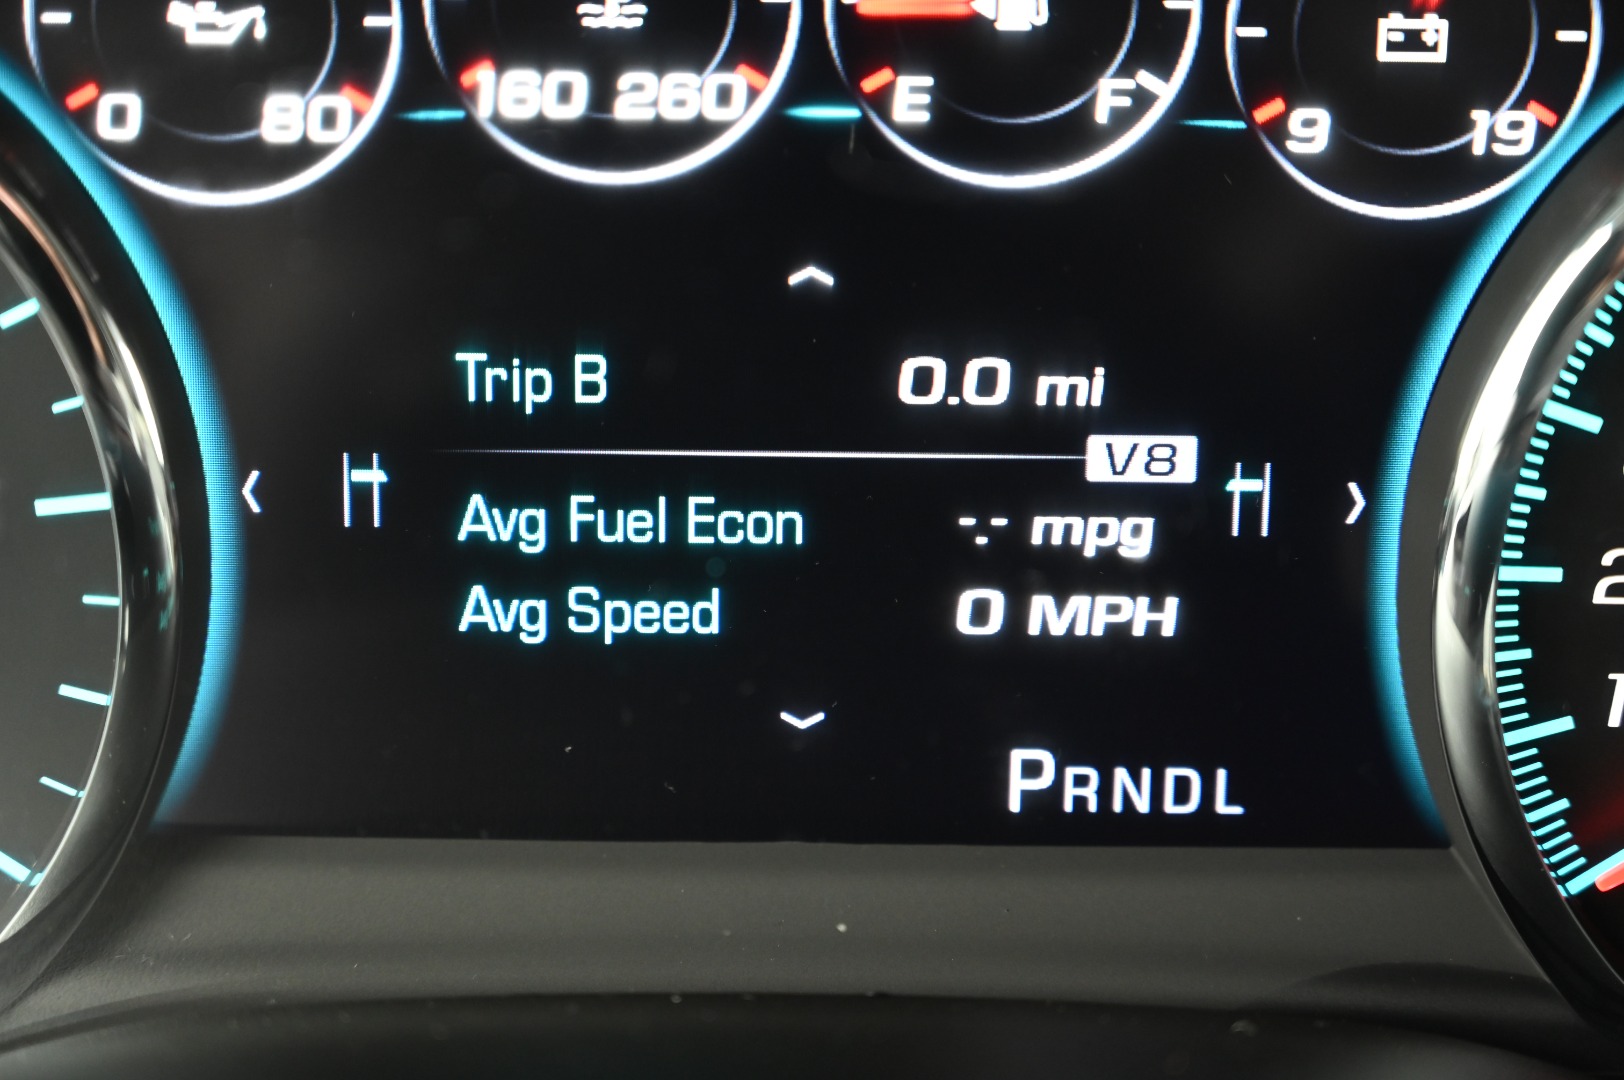 0 80
160 260
E F
9 19
Trip B 0.0 mi
V8
Avg Fuel Econ -.- mpg
Avg Speed 0 MPH
PRNDL